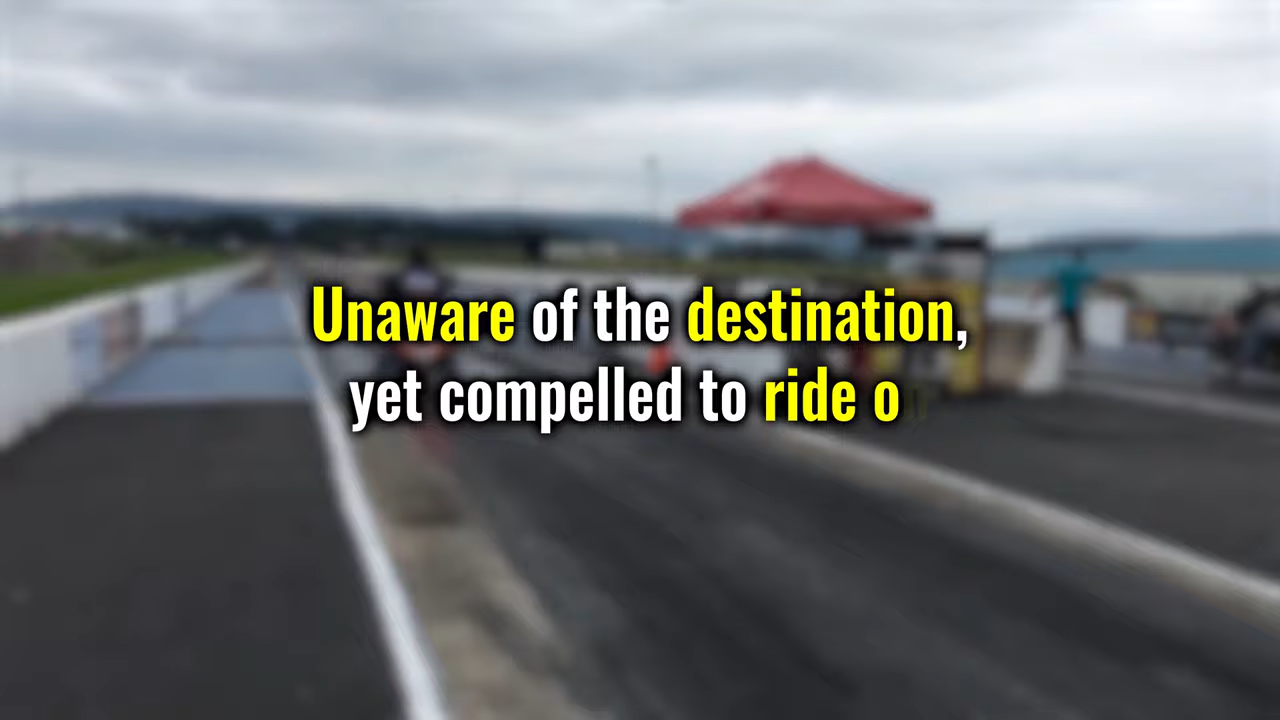 Unaware of the destination,
yet compelled to ride o